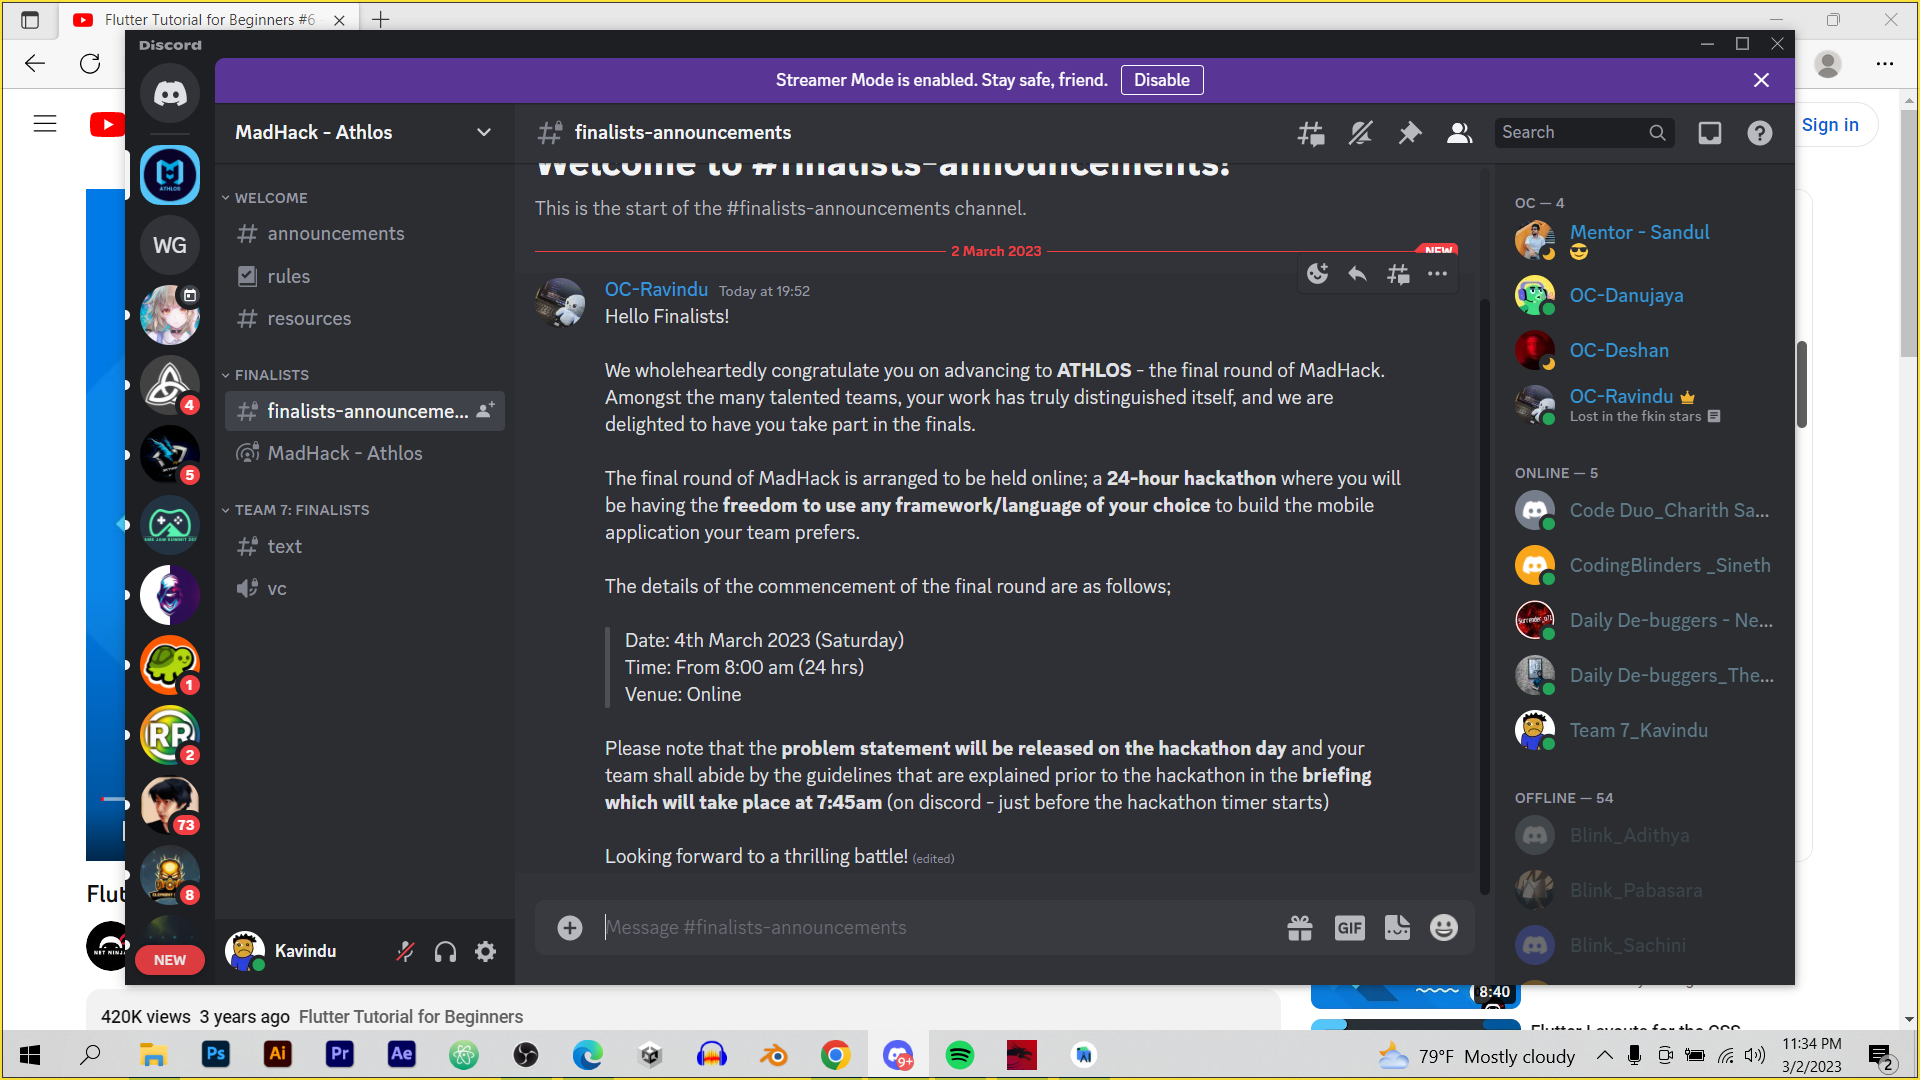 Flutter Tutorial for Beginners #6
Discord
Streamer Mode is enabled. Stay safe, friend.
Disable
Sign in
MadHack - Athlos
finalists-announcements
Search
Welcome to #finalists-announcements!
This is the start of the #finalists-announcements channel.
2 March 2023
NEW
ATHLOS
WG
4
5
1
RR
2
73
8
NEW
WELCOME
announcements
rules
resources
FINALISTS
finalists-announceme...
MadHack - Athlos
TEAM 7: FINALISTS
text
vc
Kavindu
OC-Ravindu Today at 19:52
Hello Finalists!
We wholeheartedly congratulate you on advancing to ATHLOS - the final round of MadHack.
Amongst the many talented teams, your work has truly distinguished itself, and we are
delighted to have you take part in the finals.
The final round of MadHack is arranged to be held online; a 24-hour hackathon where you will
be having the freedom to use any framework/language of your choice to build the mobile
application your team prefers.
The details of the commencement of the final round are as follows;
Date: 4th March 2023 (Saturday)
Time: From 8:00 am (24 hrs)
Venue: Online
Please note that the problem statement will be released on the hackathon day and your
team shall abide by the guidelines that are explained prior to the hackathon in the briefing
which will take place at 7:45am (on discord - just before the hackathon timer starts)
Looking forward to a thrilling battle! (edited)
Message #finalists-announcements
GIF
OC — 4
Mentor - Sandul
OC-Danujaya
OC-Deshan
OC-Ravindu
Lost in the fkin stars
ONLINE — 5
Code Duo_Charith Sa...
CodingBlinders _Sineth
Daily De-buggers - Ne...
Daily De-buggers_The...
Team 7_Kavindu
OFFLINE — 54
Blink_Adithya
Blink_Pabasara
Blink_Sachini
Flut
NET NINJ
420K views 3 years ago Flutter Tutorial for Beginners
8:40
Flutter Layouts for the CSS
Ps
Ai
Pr
Ae
9+
79°F Mostly cloudy
11:34 PM
3/2/2023
2